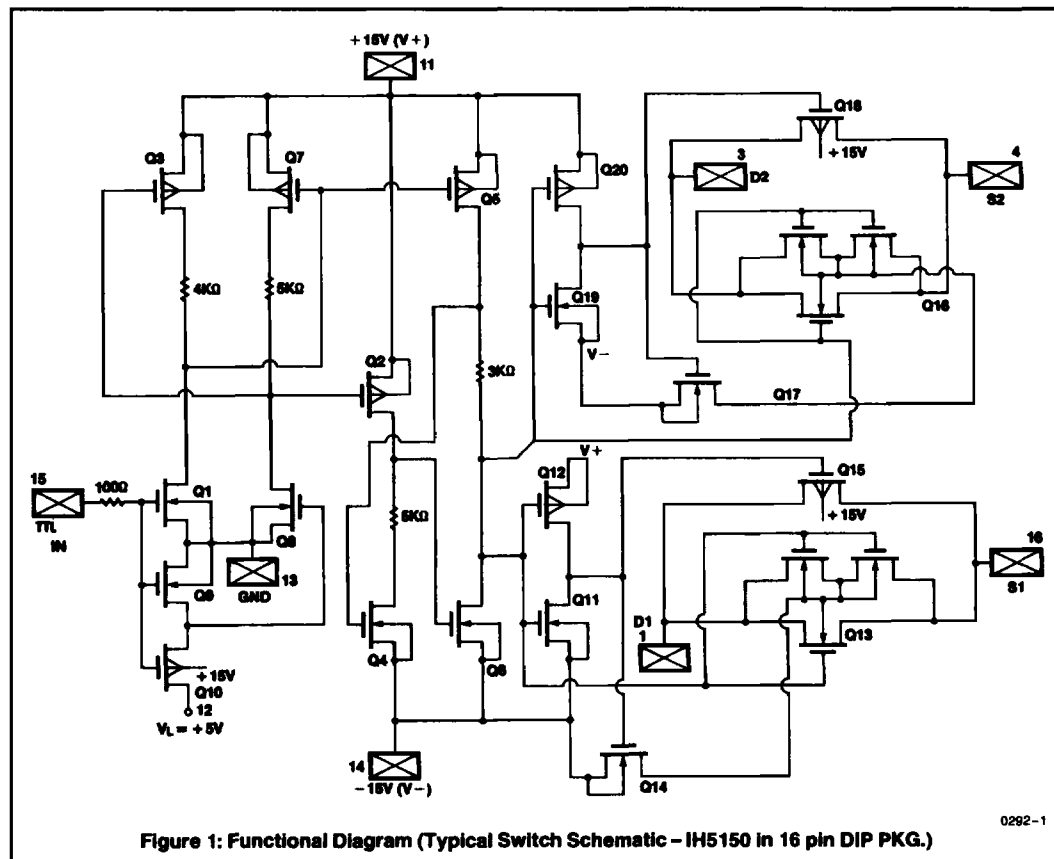 +15V (V+)
11
Q3
Q7
Q5
Q20
Q18
+15V
3
D2
4
S2
4KΩ
5KΩ
Q16
Q19
V−
Q2
3KΩ
Q17
15
TTL
IN
100Ω
Q1
Q8
13
GND
Q9
+15V
Q10
12
VL = +5V
5KΩ
Q4
Q6
Q12
V+
Q11
Q15
+15V
16
S1
D1
1
Q13
14
−15V (V−)
Q14
0292–1
Figure 1: Functional Diagram (Typical Switch Schematic – IH5150 in 16 pin DIP PKG.)